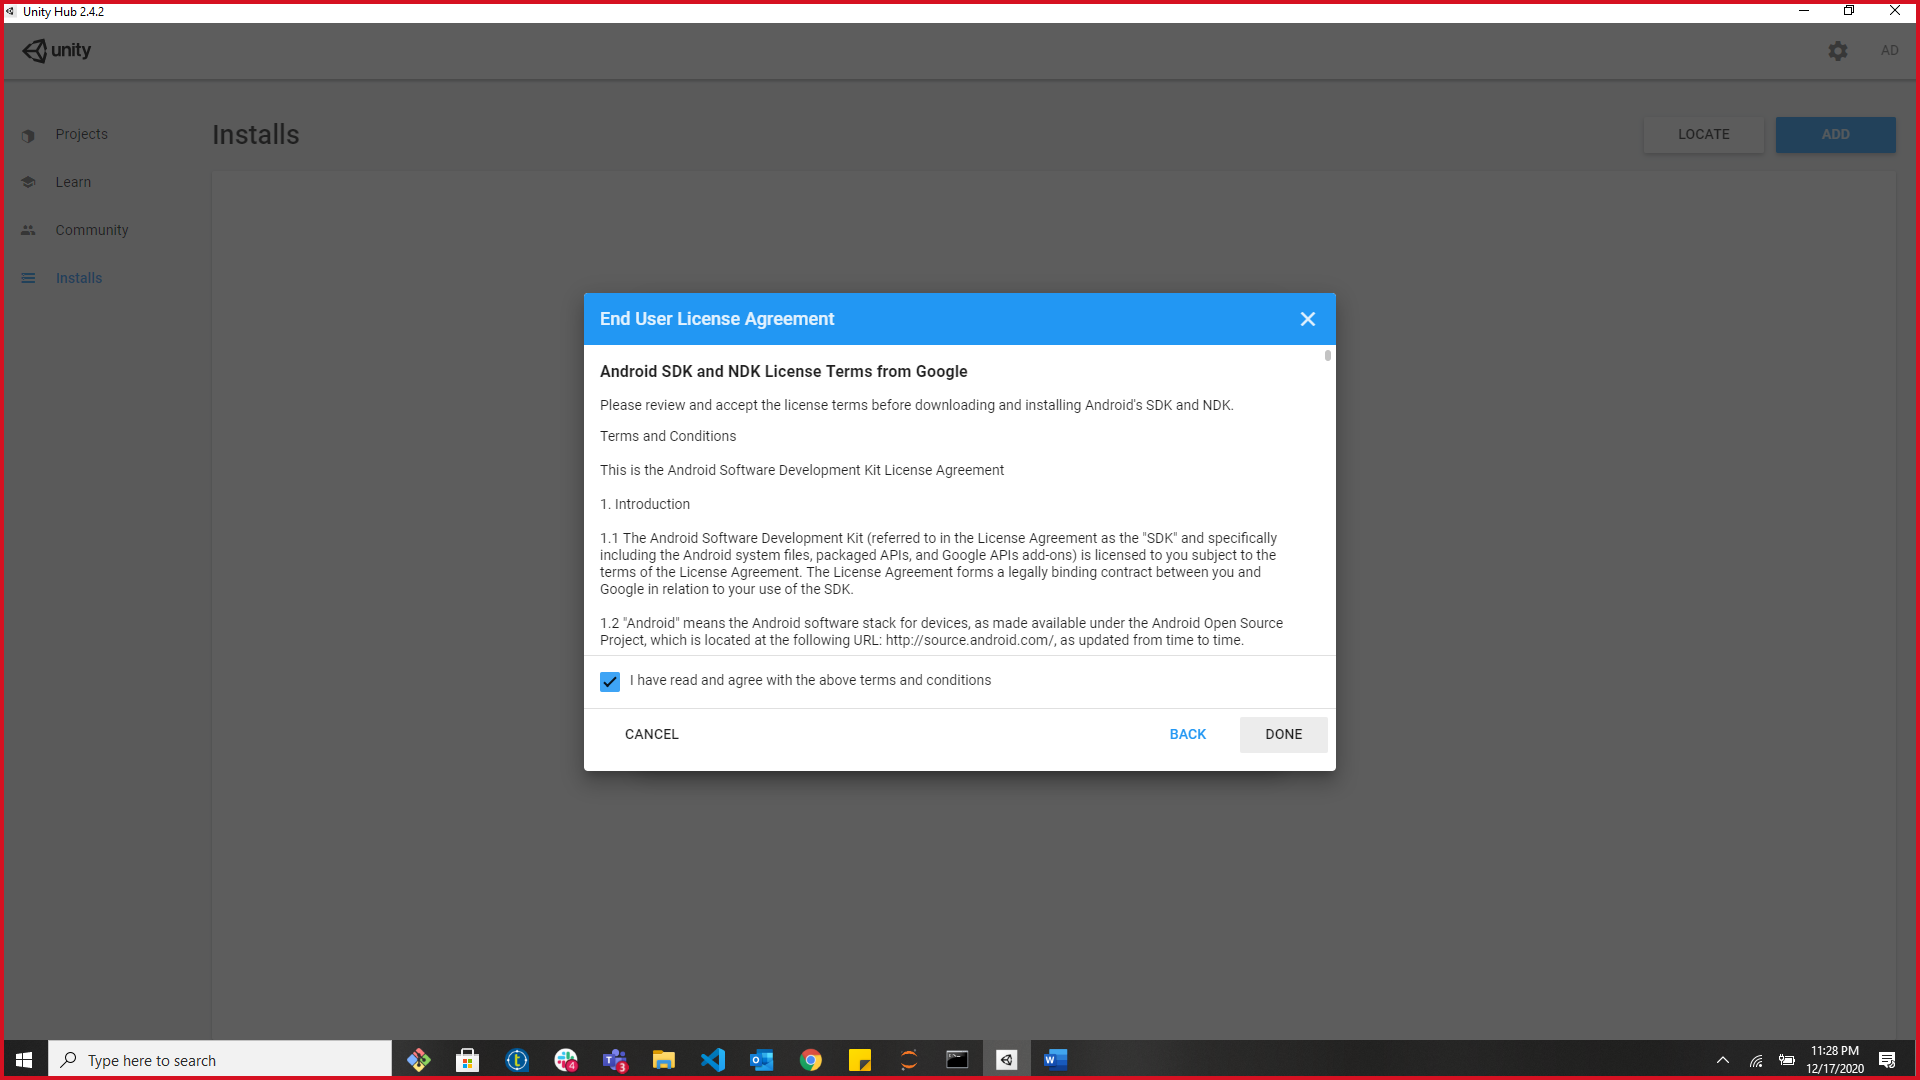 Unity Hub 2.4.2
unity
AD
Projects
Learn
Community
Installs
Installs
LOCATE
ADD
End User License Agreement
Android SDK and NDK License Terms from Google
Please review and accept the license terms before downloading and installing Android's SDK and NDK.
Terms and Conditions
This is the Android Software Development Kit License Agreement
1. Introduction
1.1 The Android Software Development Kit (referred to in the License Agreement as the "SDK" and specifically
including the Android system files, packaged APIs, and Google APIs add-ons) is licensed to you subject to the
terms of the License Agreement. The License Agreement forms a legally binding contract between you and
Google in relation to your use of the SDK.
1.2 "Android" means the Android software stack for devices, as made available under the Android Open Source
Project, which is located at the following URL: http://source.android.com/, as updated from time to time.
I have read and agree with the above terms and conditions
CANCEL
BACK
DONE
Type here to search
4
3
11:28 PM
12/17/2020